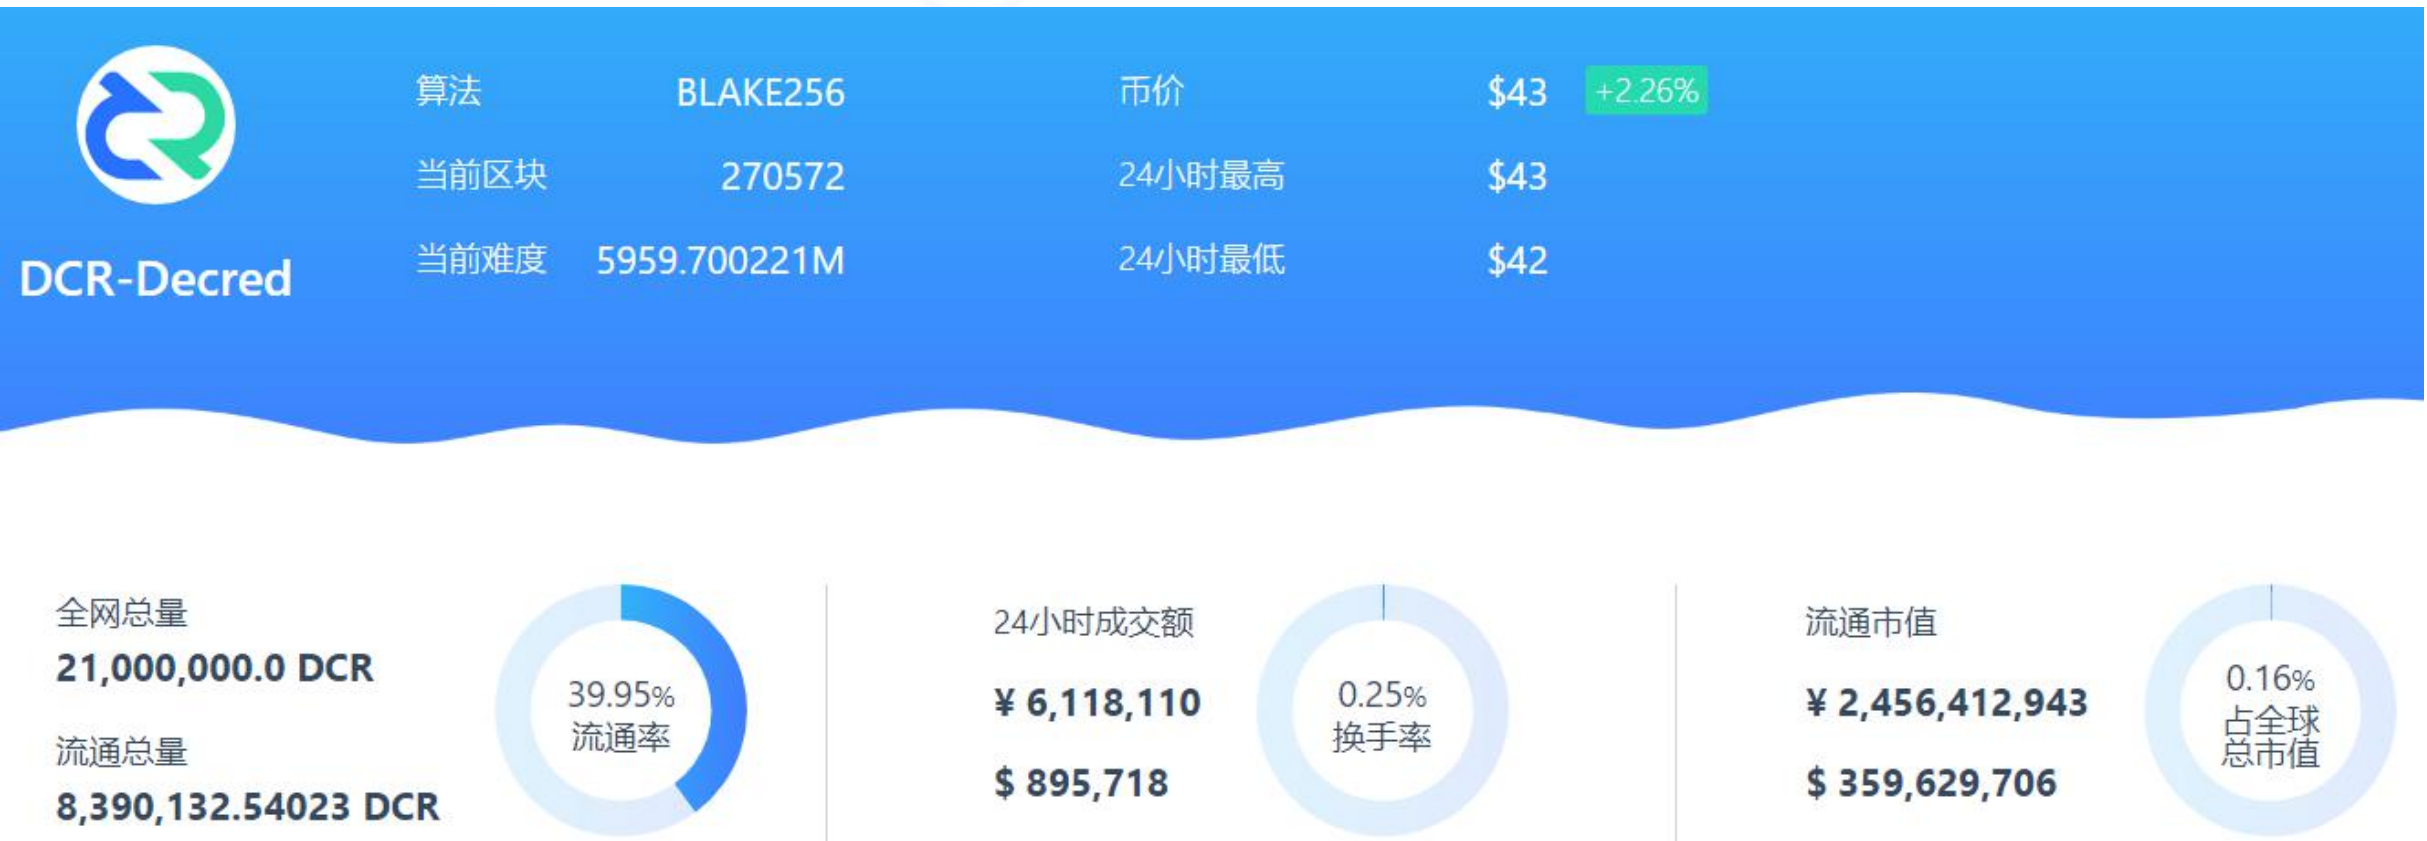 DCR-Decred
算法 BLAKE256
当前区块 270572
当前难度 5959.700221M
币价 $43 +2.26%
24小时最高 $43
24小时最低 $42
全网总量
21,000,000.0 DCR
流通总量
8,390,132.54023 DCR
39.95%
流通率
24小时成交额
¥ 6,118,110
$ 895,718
0.25%
换手率
流通市值
¥ 2,456,412,943
$ 359,629,706
0.16%
占全球
总市值